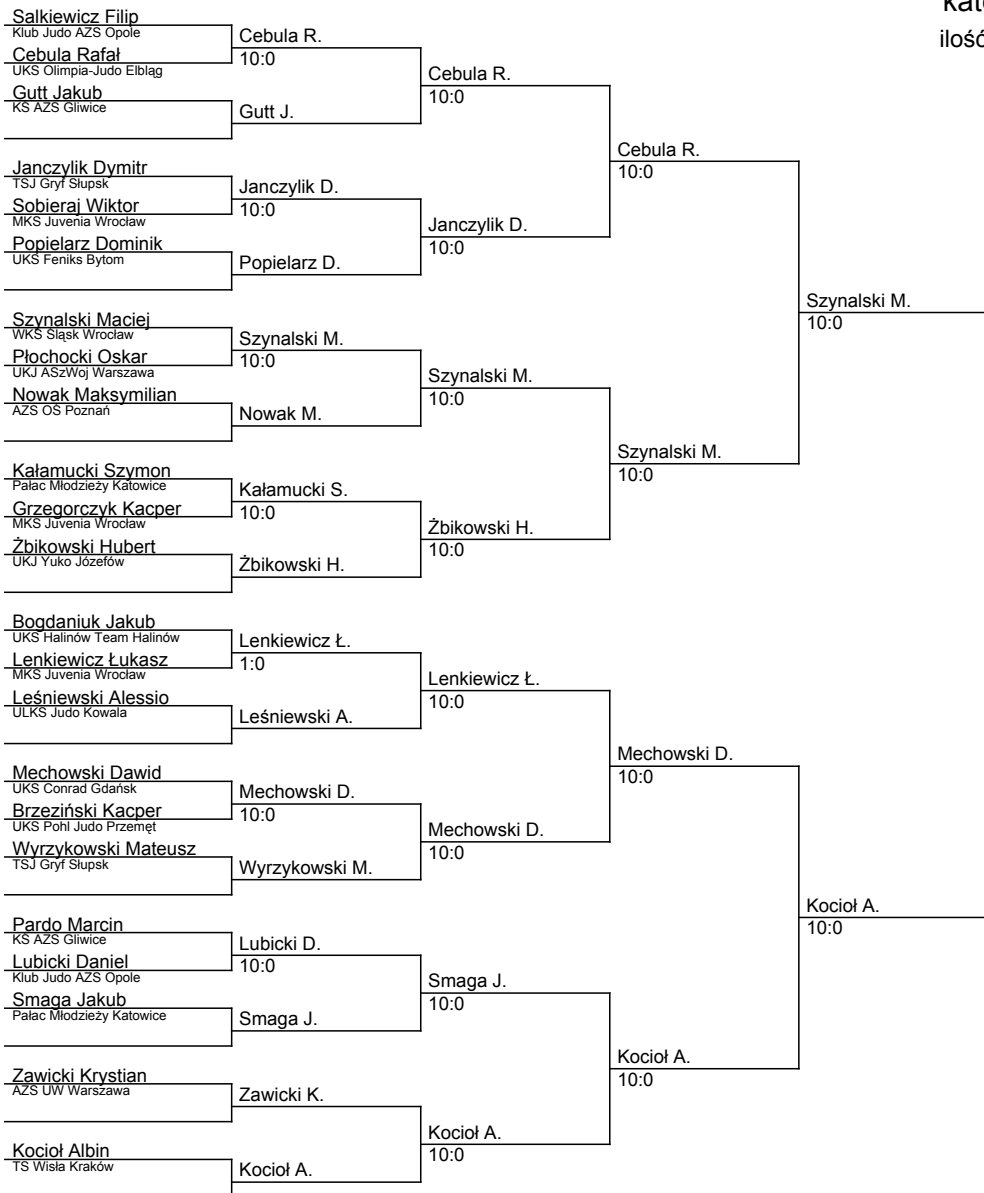 kat
ilość
Salkiewicz Filip
Klub Judo AZS Opole
Cebula Rafał
UKS Olimpia-Judo Elbląg
Gutt Jakub
KS AZS Gliwice
Janczylik Dymitr
TSJ Gryf Słupsk
Sobieraj Wiktor
MKS Juvenia Wrocław
Popielarz Dominik
UKS Feniks Bytom
Szynalski Maciej
WKS Śląsk Wrocław
Płochocki Oskar
UKJ ASzWoj Warszawa
Nowak Maksymilian
AZS OŚ Poznań
Kałamucki Szymon
Pałac Młodzieży Katowice
Grzegorczyk Kacper
MKS Juvenia Wrocław
Żbikowski Hubert
UKJ Yuko Józefów
Bogdaniuk Jakub
UKS Halinów Team Halinów
Lenkiewicz Łukasz
MKS Juvenia Wrocław
Leśniewski Alessio
ULKS Judo Kowala
Mechowski Dawid
UKS Conrad Gdańsk
Brzeziński Kacper
UKS Pohl Judo Przemęt
Wyrzykowski Mateusz
TSJ Gryf Słupsk
Pardo Marcin
KS AZS Gliwice
Lubicki Daniel
Klub Judo AZS Opole
Smaga Jakub
Pałac Młodzieży Katowice
Zawicki Krystian
AZS UW Warszawa
Kocioł Albin
TS Wisła Kraków
Cebula R.
10:0
Gutt J.
Janczylik D.
10:0
Popielarz D.
Szynalski M.
10:0
Nowak M.
Kałamucki S.
10:0
Żbikowski H.
Lenkiewicz Ł.
1:0
Leśniewski A.
Mechowski D.
10:0
Wyrzykowski M.
Lubicki D.
10:0
Smaga J.
Zawicki K.
Kocioł A.
Cebula R.
10:0
Janczylik D.
10:0
Szynalski M.
10:0
Żbikowski H.
10:0
Lenkiewicz Ł.
10:0
Mechowski D.
10:0
Smaga J.
10:0
Kocioł A.
10:0
Cebula R.
10:0
Szynalski M.
10:0
Mechowski D.
10:0
Kocioł A.
10:0
Szynalski M.
10:0
Kocioł A.
10:0